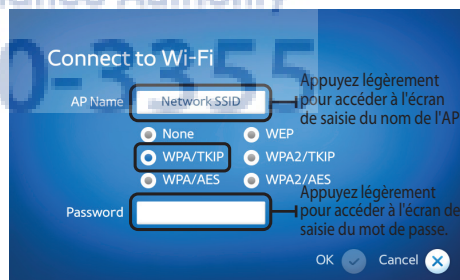 Connect to Wi-Fi
0-3355
Appuyez légèrement
AP Name Network SSID pour accéder à l'écran
de saisie du nom de l'AP
None WEP
WPA/TKIP WPA2/TKIP
WPA/AES WPA2/AES
Appuyez légèrement
Password pour accéder à l'écran de
saisie du mot de passe.
OK Cancel